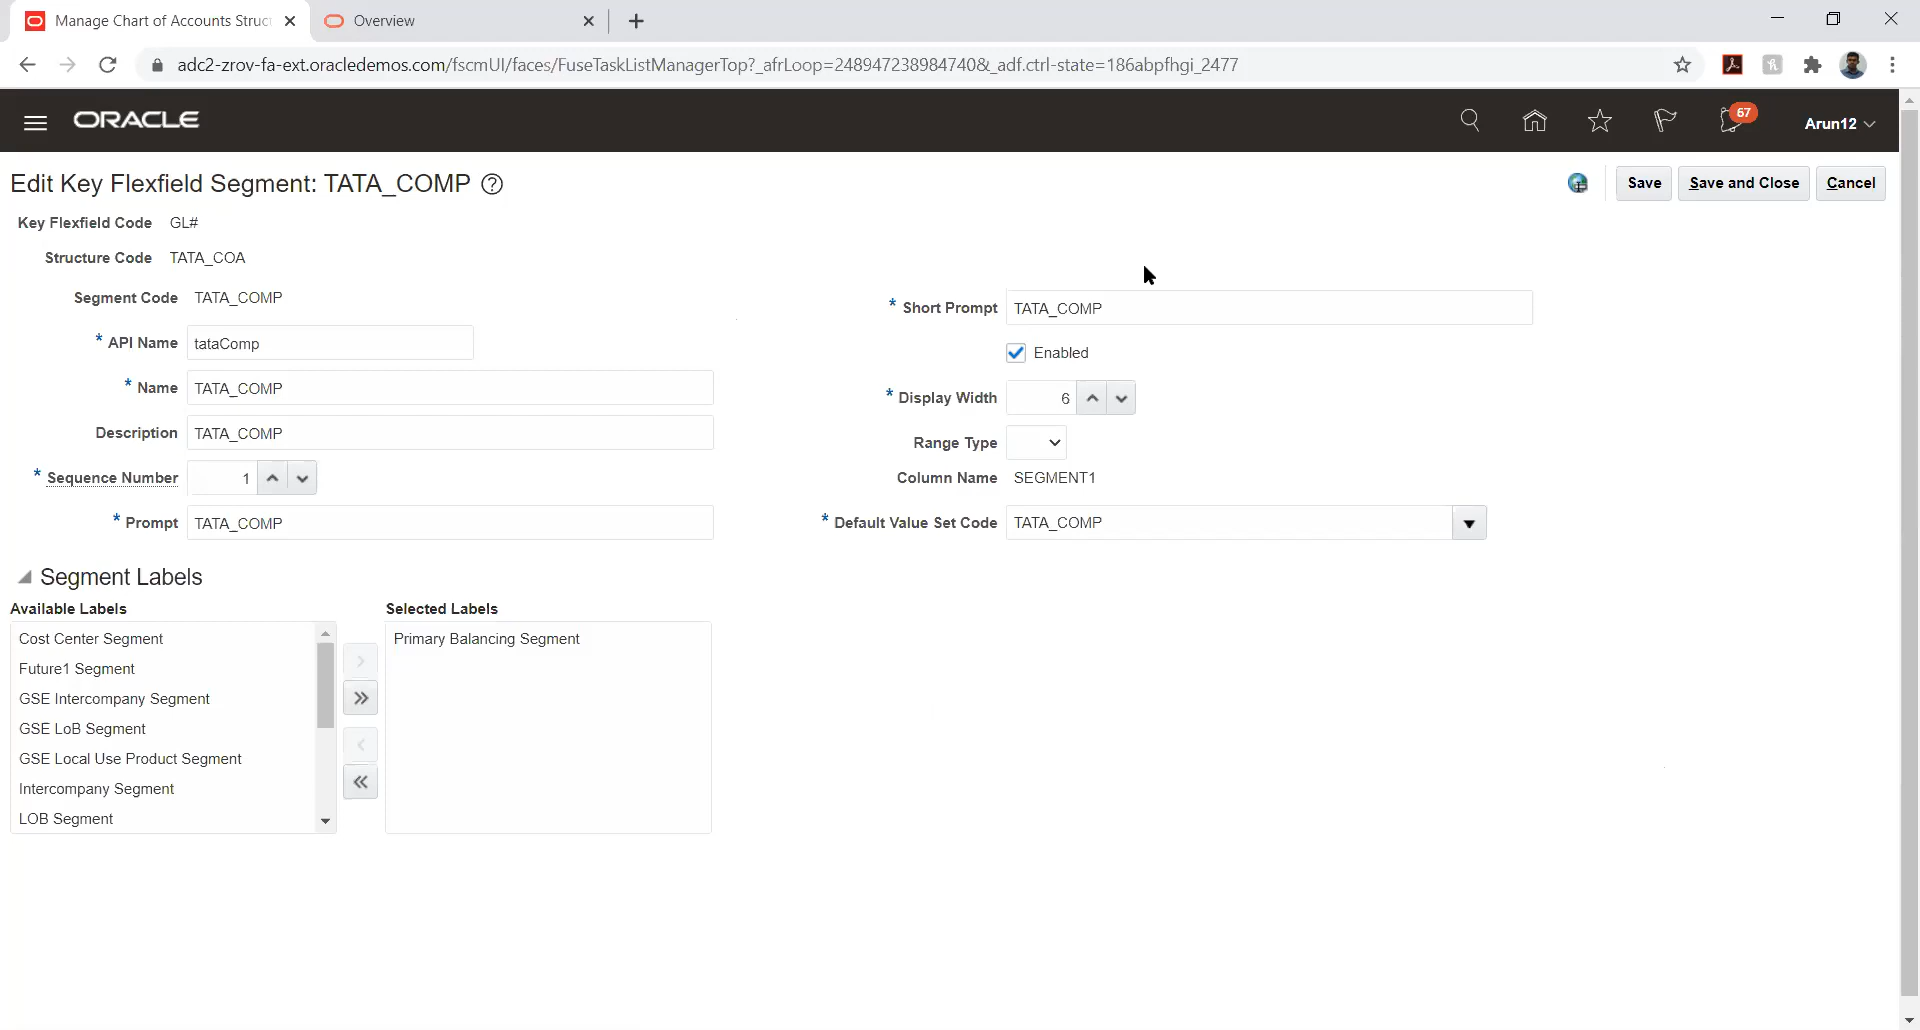 Manage Chart of Accounts Struct
Overview
adc2-zrov-fa-ext.oracledemos.com/fscmUI/faces/FuseTaskListManagerTop?_afrLoop=24894723898474０&_adf.ctrl-state=186abpfhgi_2477
ORACLE
67
Arun12
Edit Key Flexfield Segment: TATA_COMP
Save
Save and Close
Cancel
Key Flexfield Code GL#
Structure Code TATA_COA
Segment Code TATA_COMP
* API Name tataComp
* Name TATA_COMP
Description TATA_COMP
* Sequence Number 1
* Prompt TATA_COMP
* Short Prompt TATA_COMP
Enabled
* Display Width 6
Range Type
Column Name SEGMENT1
* Default Value Set Code TATA_COMP
Segment Labels
Available Labels
Cost Center Segment
Future1 Segment
GSE Intercompany Segment
GSE LoB Segment
GSE Local Use Product Segment
Intercompany Segment
LOB Segment
Selected Labels
Primary Balancing Segment